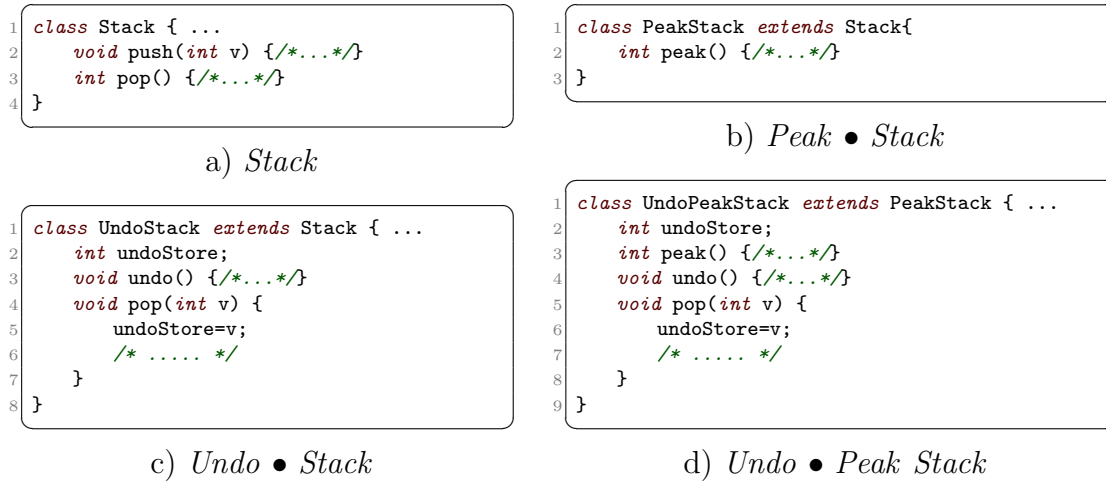 1 class Stack { ...
2 void push(int v) {/*...*/}
3 int pop() {/*...*/}
4 }
a) Stack
1 class PeakStack extends Stack{
2 int peak() {/*...*/}
3 }
b) Peak • Stack
1 class UndoStack extends Stack { ...
2 int undoStore;
3 void undo() {/*...*/}
4 void pop(int v) {
5 undoStore=v;
6 /* ..... */
7 }
8 }
c) Undo • Stack
1 class UndoPeakStack extends PeakStack { ...
2 int undoStore;
3 int peak() {/*...*/}
4 void undo() {/*...*/}
5 void pop(int v) {
6 undoStore=v;
7 /* ..... */
8 }
9 }
d) Undo • Peak Stack